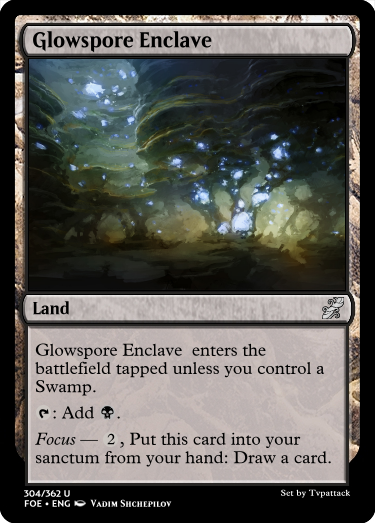 Glowspore Enclave
Land
Glowspore Enclave enters the
battlefield tapped unless you control a
Swamp.
: Add .
Focus — 2 , Put this card into your
sanctum from your hand: Draw a card.
304/362 U
Set by Tvpattack
FOE • ENG Vadim Shchepilov